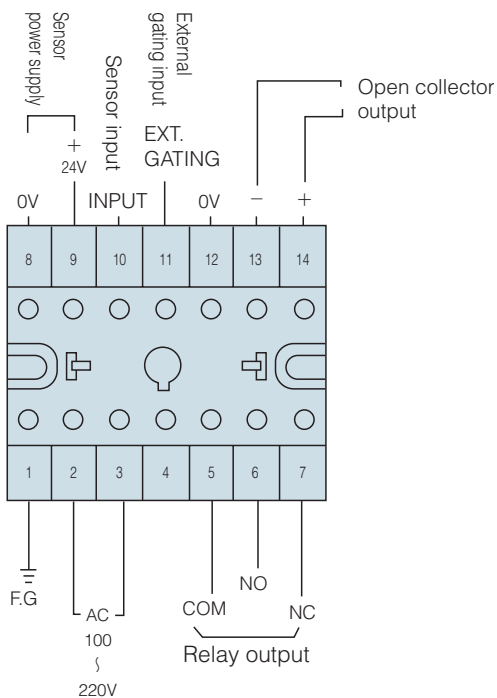 Sensor
power supply
Sensor input
External
gating input
EXT.
GATING
Open collector
output
+
24V
0V
INPUT
0V
−
+
8
9
10
11
12
13
14
1
2
3
4
5
6
7
F.G
AC
100
∼
220V
COM
NO
NC
Relay output